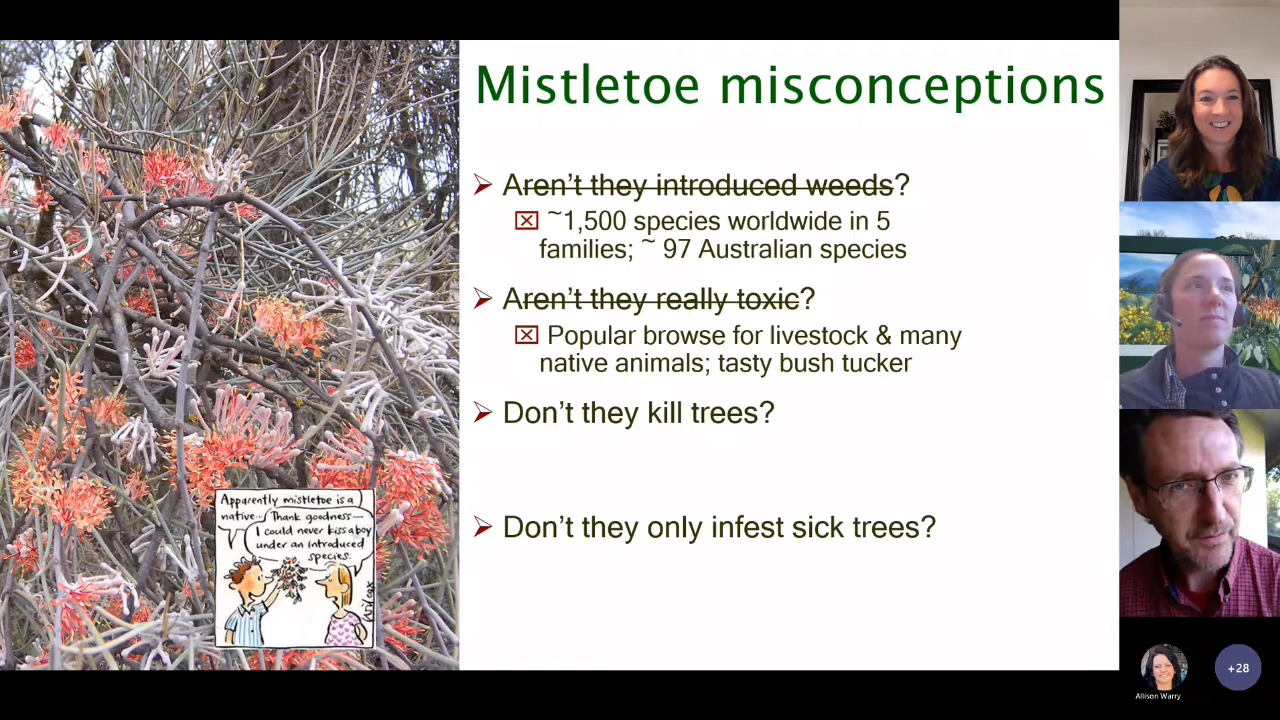 Mistletoe misconceptions
Aren't they introduced weeds?
~1,500 species worldwide in 5
families; ~ 97 Australian species
Aren't they really toxic?
Popular browse for livestock & many
native animals; tasty bush tucker
Don't they kill trees?
Don't they only infest sick trees?
Apparently mistletoe is a
native...
Thank goodness—
I could never kiss a boy
under an introduced
species.
Wilcox
Allison Warry
+28